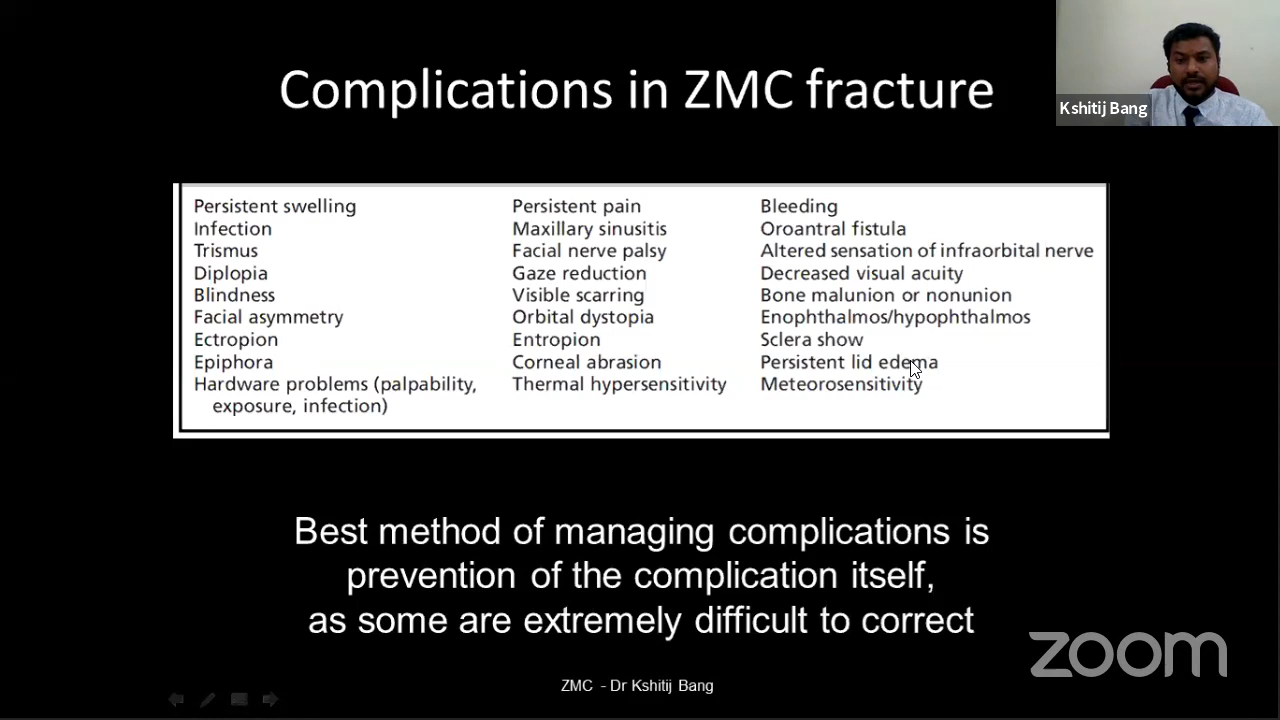 Complications in ZMC fracture
Kshitij Bang
Persistent swelling Persistent pain Bleeding
Infection Maxillary sinusitis Oroantral fistula
Trismus Facial nerve palsy Altered sensation of infraorbital nerve
Diplopia Gaze reduction Decreased visual acuity
Blindness Visible scarring Bone malunion or nonunion
Facial asymmetry Orbital dystopia Enophthalmos/hypophthalmos
Ectropion Entropion Sclera show
Epiphora Corneal abrasion Persistent lid edema
Hardware problems (palpability, Thermal hypersensitivity Meteorosensitivity
exposure, infection)
Best method of managing complications is
prevention of the complication itself,
as some are extremely difficult to correct
zoom
ZMC - Dr Kshitij Bang